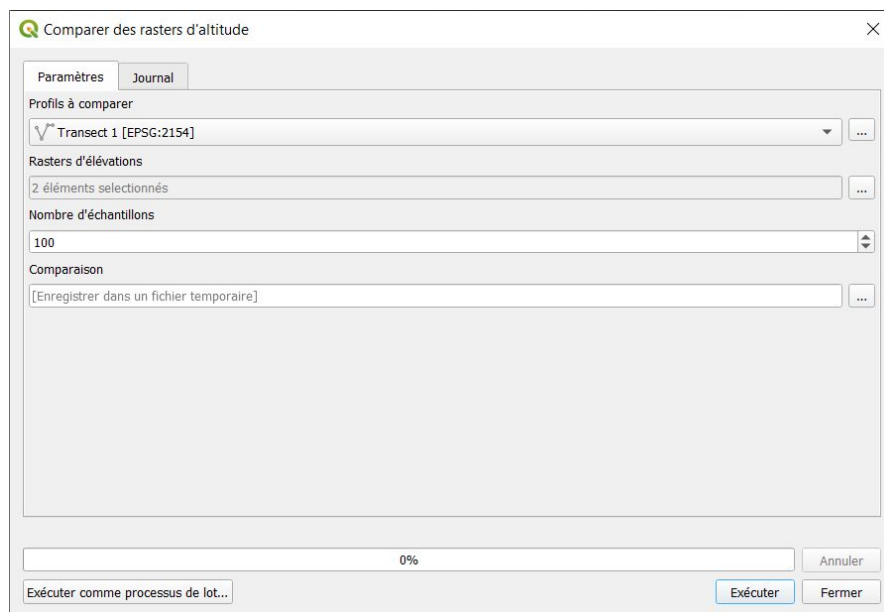 Comparer des rasters d'altitude
Paramètres Journal
Profils à comparer
Transect 1 [EPSG:2154]
...
Rasters d'élévations
2 éléments selectionnés
...
Nombre d'échantillons
100
Comparaison
[Enregistrer dans un fichier temporaire]
...
0%
Annuler
Exécuter comme processus de lot...
Exécuter
Fermer